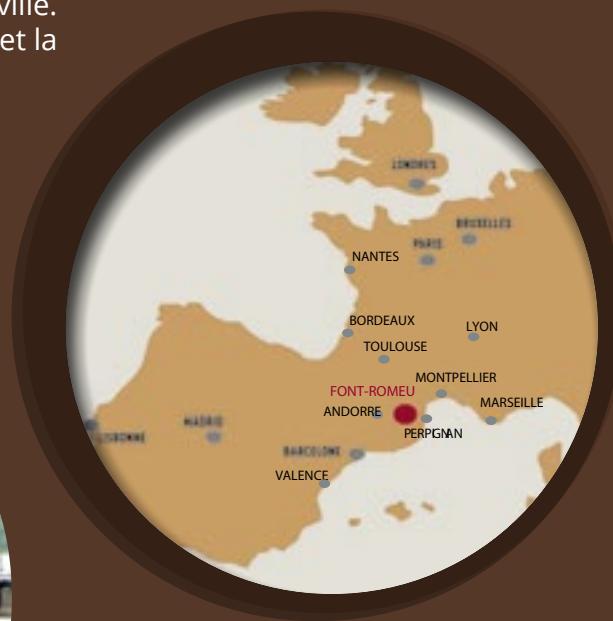 ville.
et la
LONDRES
BRUXELLES
PARIS
NANTES
BORDEAUX
LYON
TOULOUSE
MONTPELLIER
FONT-ROMEU
MARSEILLE
ANDORRE
MADRID
PERPIGNAN
LISBONNE
BARCELONE
VALENCE